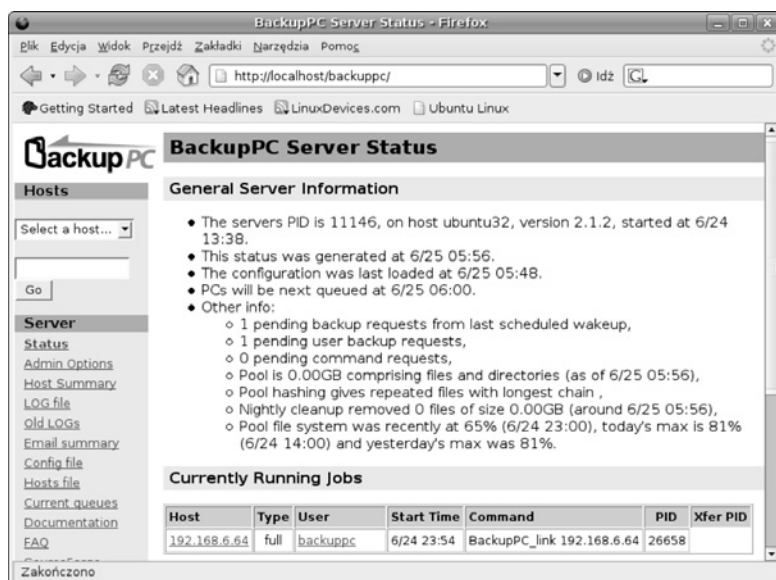 BackupPC Server Status - Firefox
Plik Edycja Widok Przejdź Zakładki Narzędzia Pomoc
http://localhost/backuppc/
Idź
G
Getting Started Latest Headlines LinuxDevices.com Ubuntu Linux
BackupPC
Hosts
Select a host...
Go
Server
Status
Admin Options
Host Summary
LOG file
Old LOGs
Email summary
Config file
Hosts file
Current queues
Documentation
FAQ
BackupPC Server Status
General Server Information
• The servers PID is 11146, on host ubuntu32, version 2.1.2, started at 6/24
13:38.
• This status was generated at 6/25 05:56.
• The configuration was last loaded at 6/25 05:48.
• PCs will be next queued at 6/25 06:00.
• Other info:
○ 1 pending backup requests from last scheduled wakeup,
○ 1 pending user backup requests,
○ 0 pending command requests,
○ Pool is 0.00GB comprising files and directories (as of 6/25 05:56),
○ Pool hashing gives repeated files with longest chain ,
○ Nightly cleanup removed 0 files of size 0.00GB (around 6/25 05:56),
○ Pool file system was recently at 65% (6/24 23:00), today's max is 81%
(6/24 14:00) and yesterday's max was 81%.
Currently Running Jobs
Host Type User Start Time Command PID Xfer PID
192.168.6.64 full backuppc 6/24 23:54 BackupPC_link 192.168.6.64 26658
Zakończono